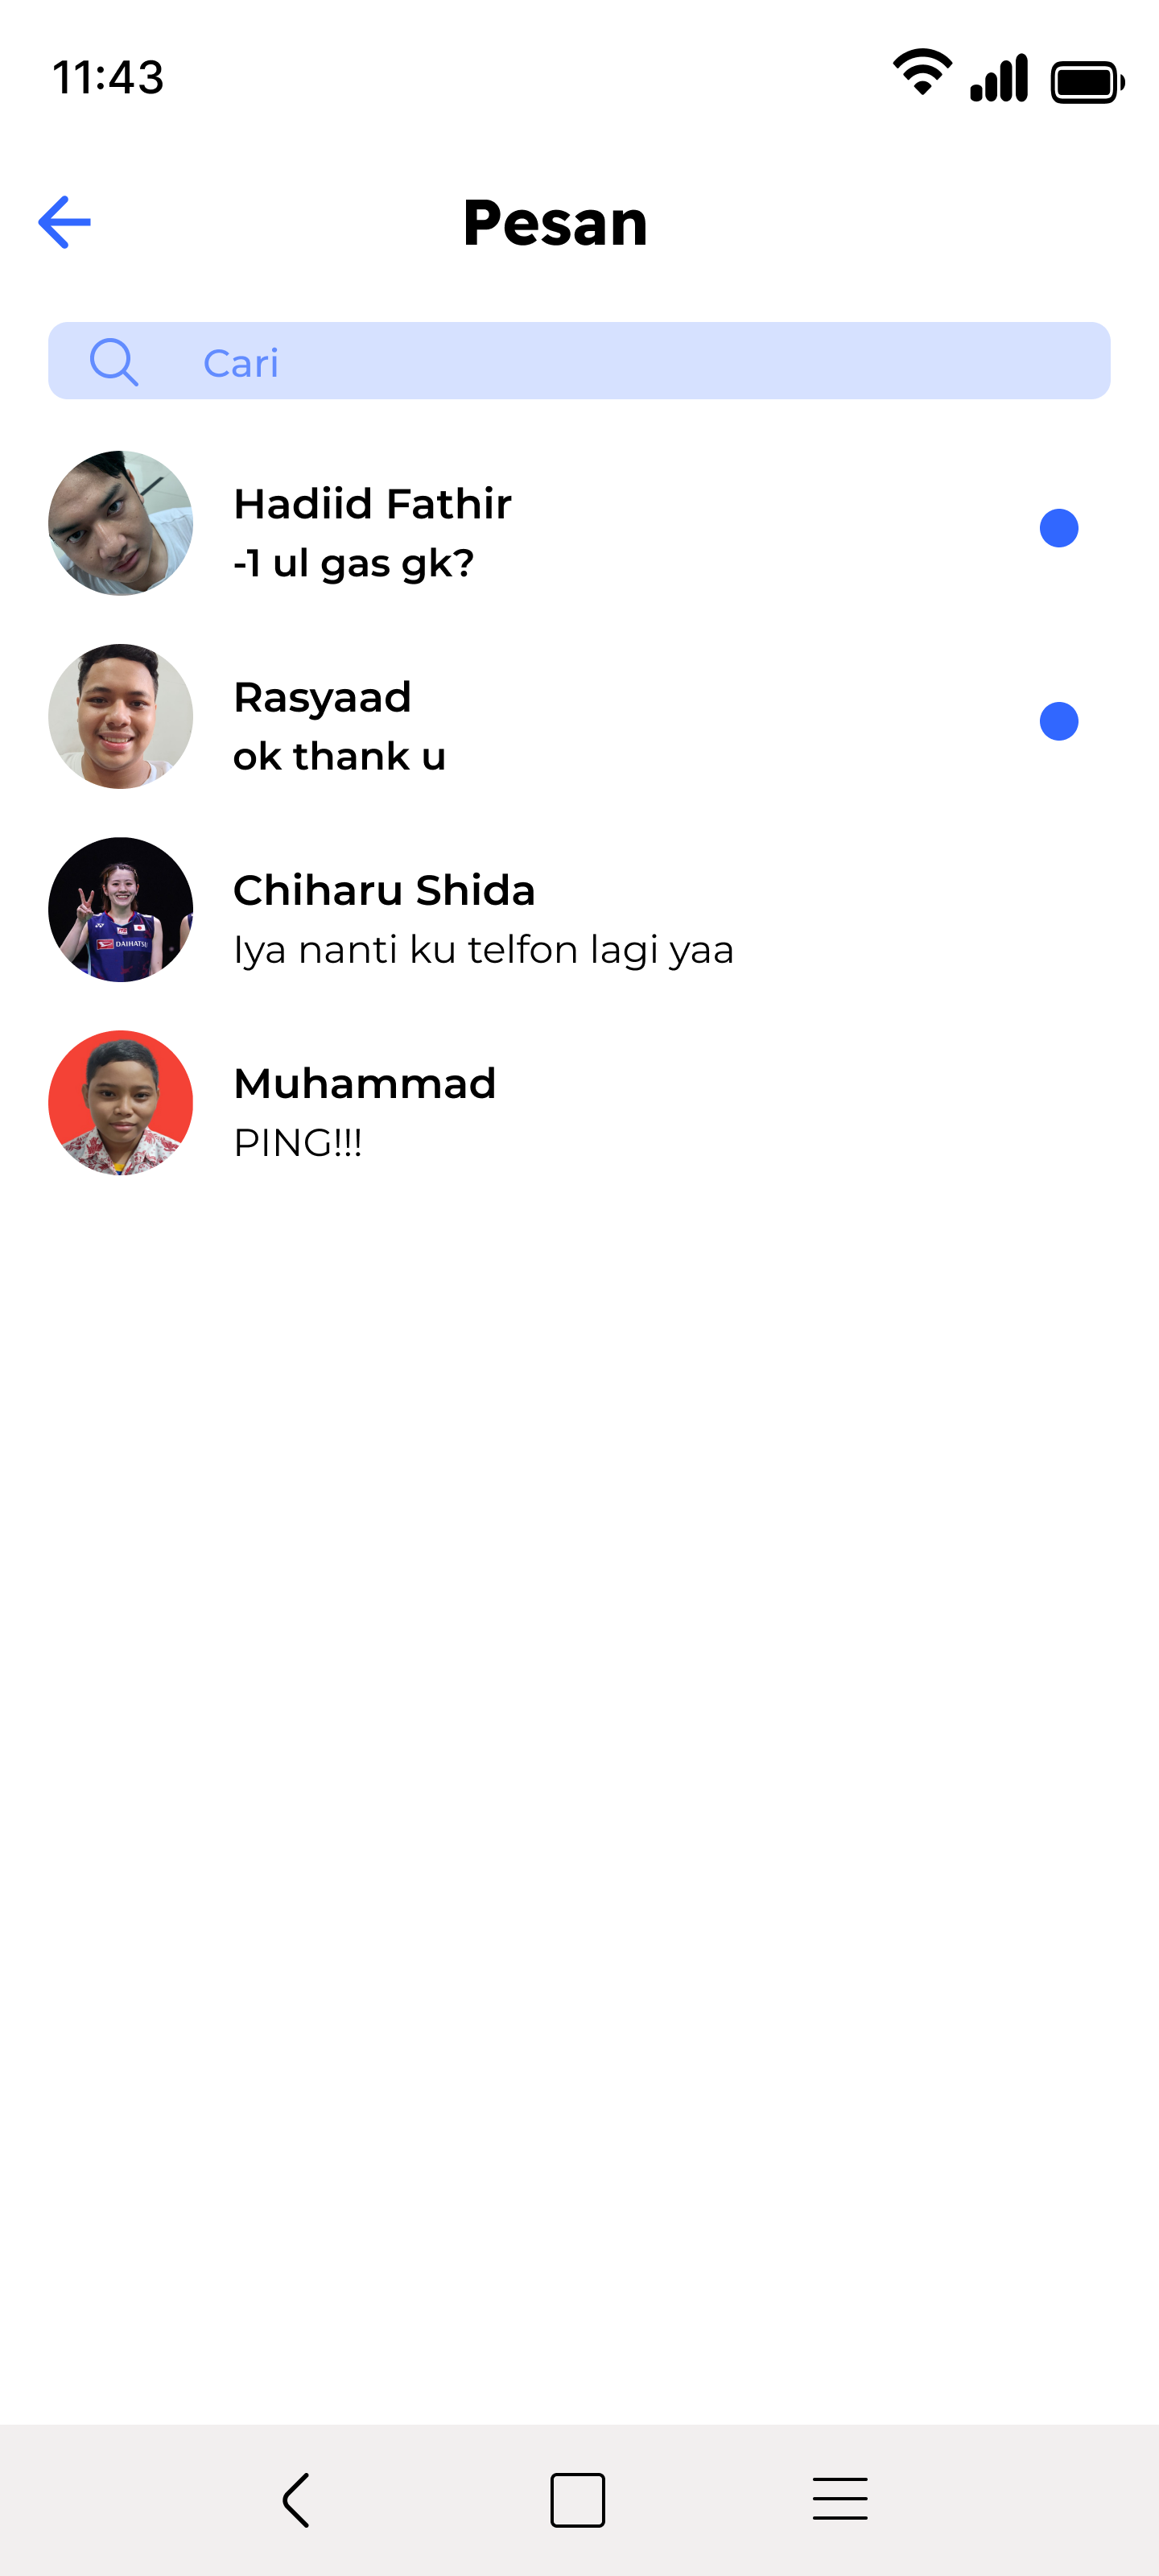 11:43
Pesan
Cari
Hadiid Fathir
-1 ul gas gk?
Rasyaad
ok thank u
Chiharu Shida
DAIHATSU
Iya nanti ku telfon lagi yaa
Muhammad
PING!!!